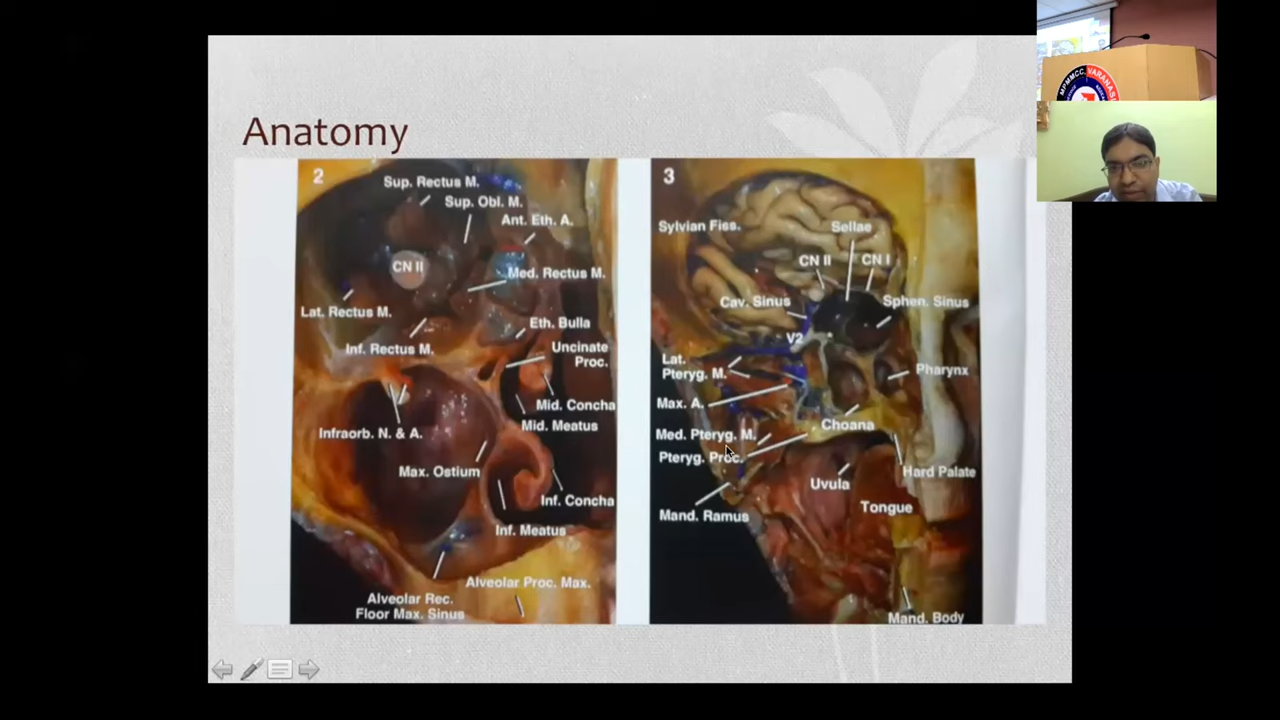 Anatomy
2
Sup. Rectus M.
Sup. Obl. M.
Ant. Eth. A.
CN II
Med. Rectus M.
Lat. Rectus M.
Eth. Bulla
Inf. Rectus M.
Uncinate
Proc.
Mid. Concha
Mid. Meatus
Infraorb. N. & A.
Max. Ostium
Inf. Concha
Inf. Meatus
Alveolar Proc. Max.
Alveolar Rec.
Floor Max. Sinus
3
Sylvian Fiss.
Sellae
CN II
CN I
Cav. Sinus
Sphen. Sinus
V2
Lat.
Pteryg. M.
Pharynx
Max. A.
Choana
Med. Pteryg. M.
Pteryg. Proc.
Hard Palate
Uvula
Mand. Ramus
Tongue
Mand. Body
MPMMCC, VARANASI